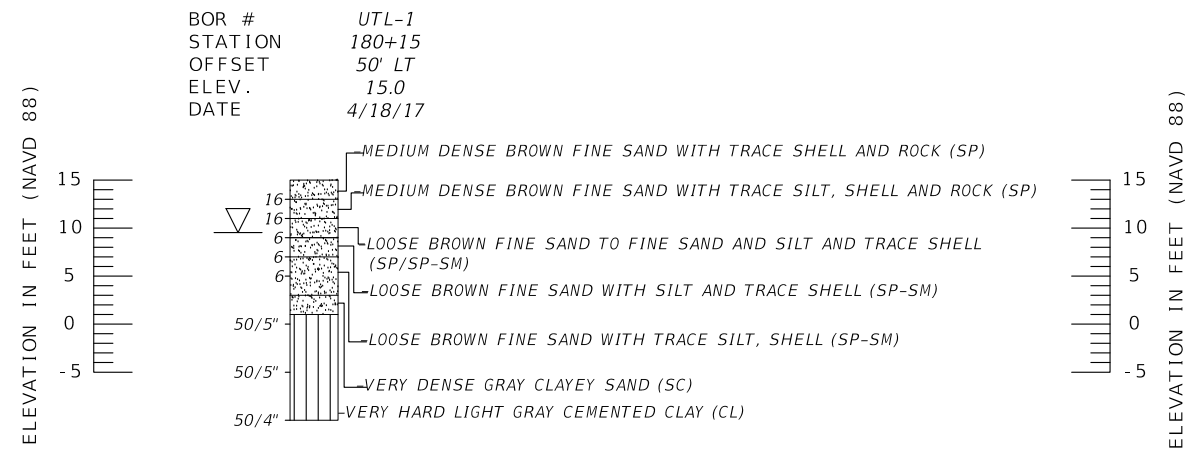 BOR # UTL-1
STATION 180+15
OFFSET 50' LT
ELEV. 15.0
DATE 4/18/17
ELEVATION IN FEET (NAVD 88)
15
10
5
0
-5
MEDIUM DENSE BROWN FINE SAND WITH TRACE SHELL AND ROCK (SP)
MEDIUM DENSE BROWN FINE SAND WITH TRACE SILT, SHELL AND ROCK (SP)
LOOSE BROWN FINE SAND TO FINE SAND AND SILT AND TRACE SHELL
(SP/SP-SM)
LOOSE BROWN FINE SAND WITH SILT AND TRACE SHELL (SP-SM)
LOOSE BROWN FINE SAND WITH TRACE SILT, SHELL (SP-SM)
VERY DENSE GRAY CLAYEY SAND (SC)
VERY HARD LIGHT GRAY CEMENTED CLAY (CL)
16
16
6
6
6
50/5"
50/5"
50/4"
15
10
5
0
-5
ELEVATION IN FEET (NAVD 88)